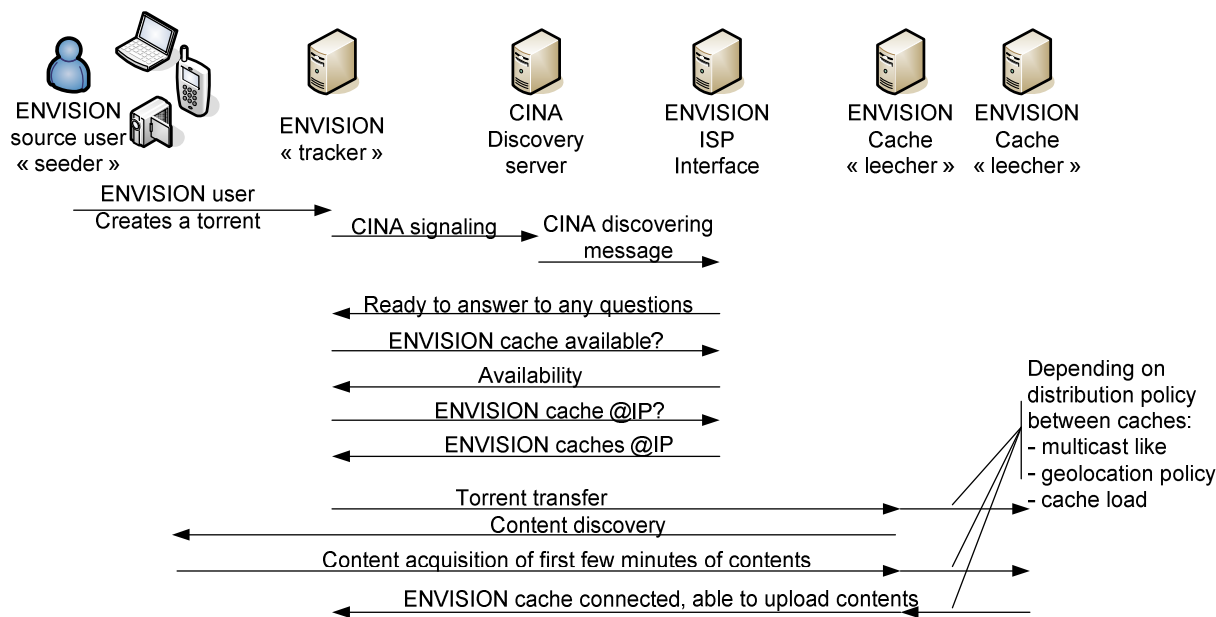 ENVISION
source user
« seeder »
ENVISION
« tracker »
CINA
Discovery
server
ENVISION
ISP
Interface
ENVISION
Cache
« leecher »
ENVISION
Cache
« leecher »
ENVISION user
Creates a torrent
CINA signaling
CINA discovering
message
Ready to answer to any questions
ENVISION cache available?
Availability
ENVISION cache @IP?
ENVISION caches @IP
Depending on
distribution policy
between caches:
- multicast like
- geolocation policy
- cache load
Torrent transfer
Content discovery
Content acquisition of first few minutes of contents
ENVISION cache connected, able to upload contents